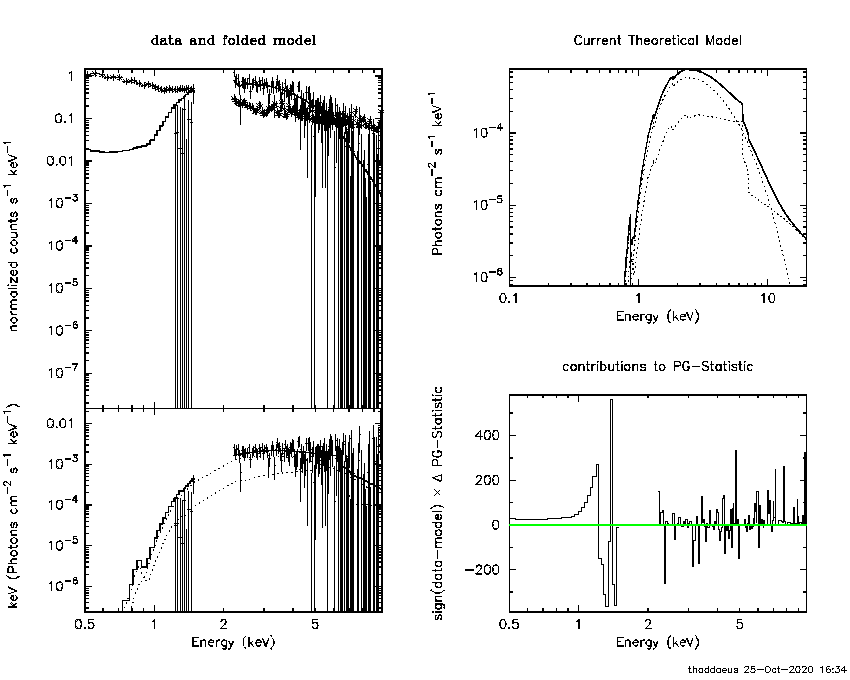 data and folded model
normalized counts s⁻¹ keV⁻¹
1
0.1
0.01
10⁻³
10⁻⁴
10⁻⁵
10⁻⁶
10⁻⁷
keV (Photons cm⁻² s⁻¹ keV⁻¹)
0.01
10⁻³
10⁻⁴
10⁻⁵
10⁻⁶
0.5 1 2 5
Energy (keV)
Current Theoretical Model
Photons cm⁻² s⁻¹ keV⁻¹
10⁻⁴
10⁻⁵
10⁻⁶
0.1 1 10
Energy (keV)
contributions to PG−Statistic
sign(data−model) × Δ PG−Statistic
400
200
0
−200
0.5 1 2 5
Energy (keV)
thaddaeus 25−Oct−2020 16:34